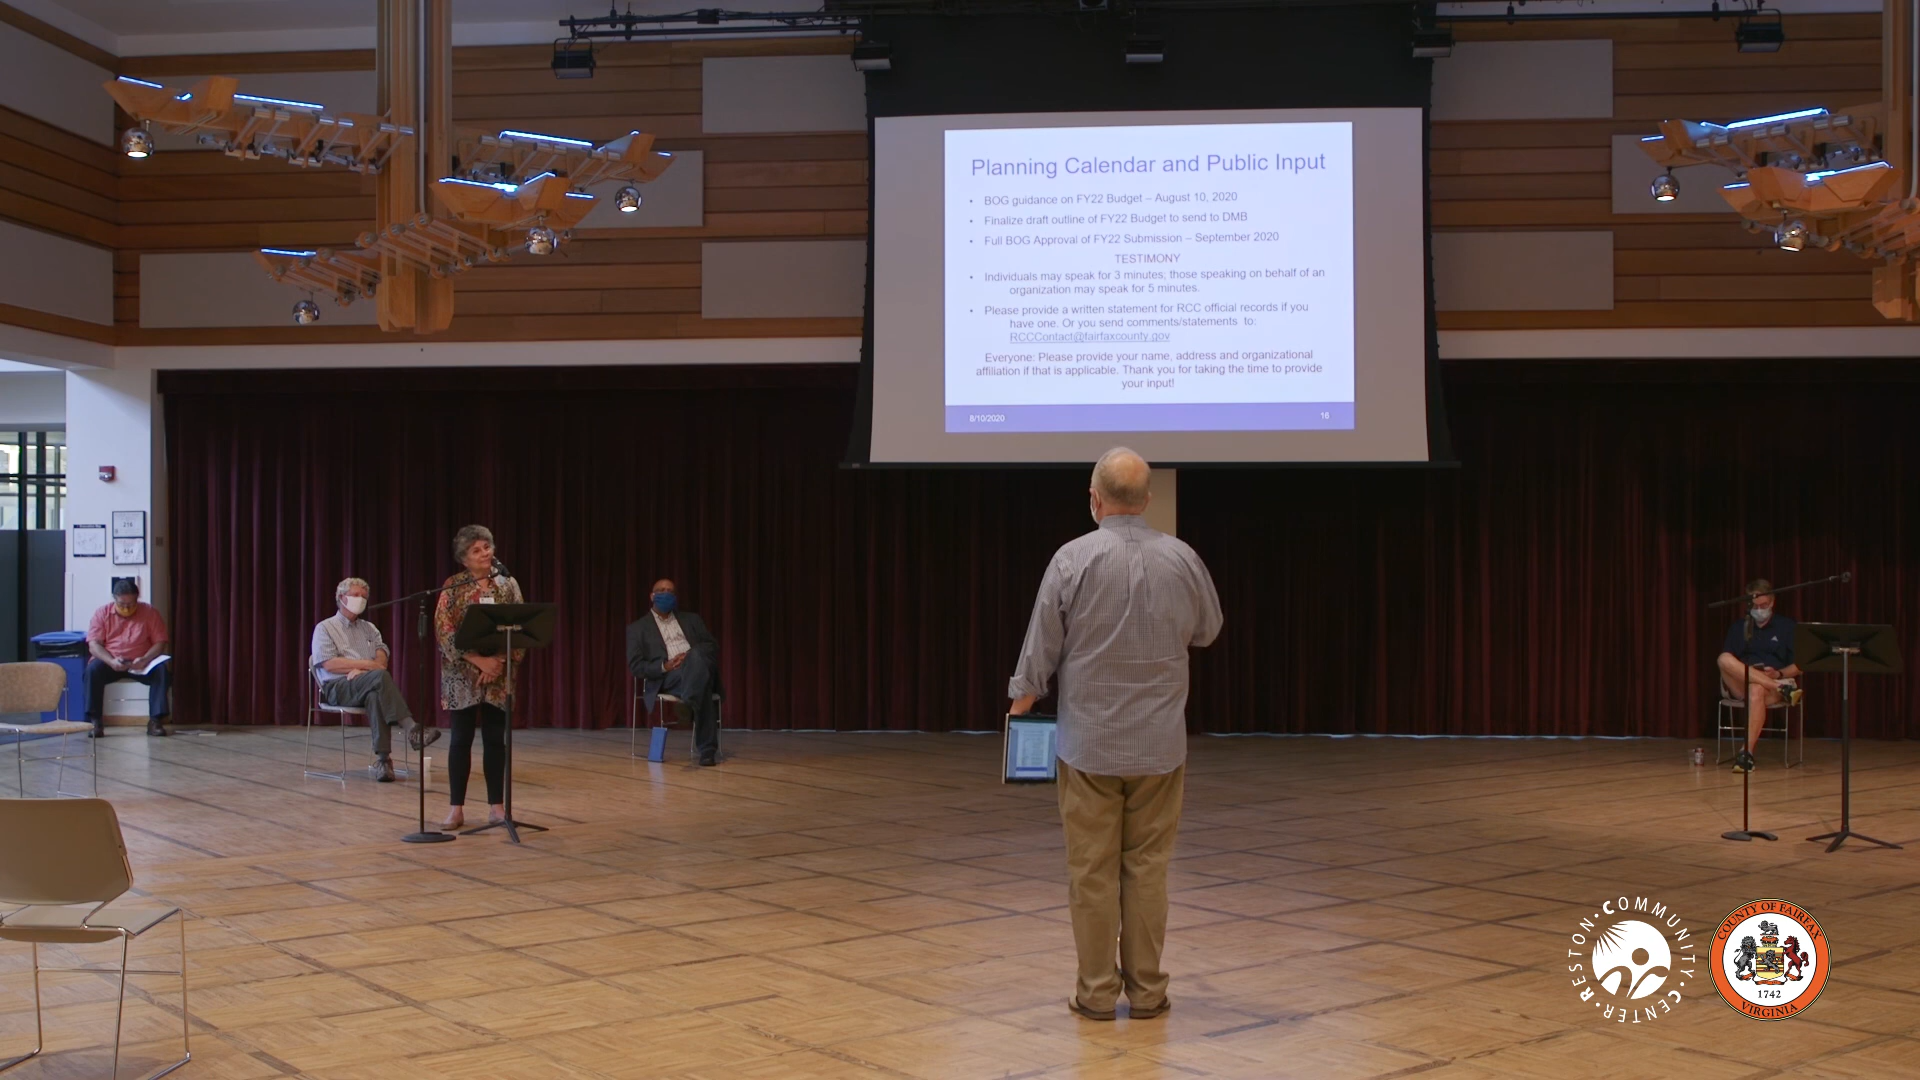 Planning Calendar and Public Input
• BOG guidance on FY22 Budget – August 10, 2020
• Finalize draft outline of FY22 Budget to send to DMB
• Full BOG Approval of FY22 Submission – September 2020
TESTIMONY
• Individuals may speak for 3 minutes; those speaking on behalf of an
organization may speak for 5 minutes.
• Please provide a written statement for RCC official records if you
have one. Or you send comments/statements to:
RCCContact@fairfaxcounty.gov
Everyone: Please provide your name, address and organizational
affiliation if that is applicable. Thank you for taking the time to provide
your input!
8/10/2020 16
RESTON • COMMUNITY • CENTER •
COUNTY OF FAIRFAX
1742
VIRGINIA